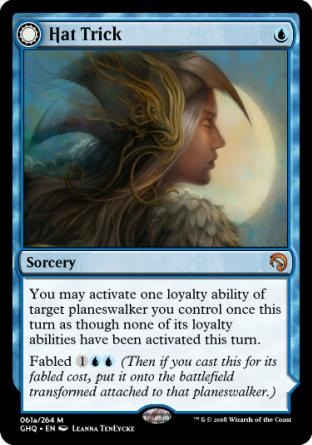 Hat Trick
Sorcery
You may activate one loyalty ability of
target planeswalker you control once this
turn as though none of its loyalty
abilities have been activated this turn.
Fabled 1 (Then if you cast this for its
fabled cost, put it onto the battlefield
transformed attached to that planeswalker.)
061a/264 M
GHQ • EN Leanna TenEycke
™ & © 2018 Wizards of the Coast